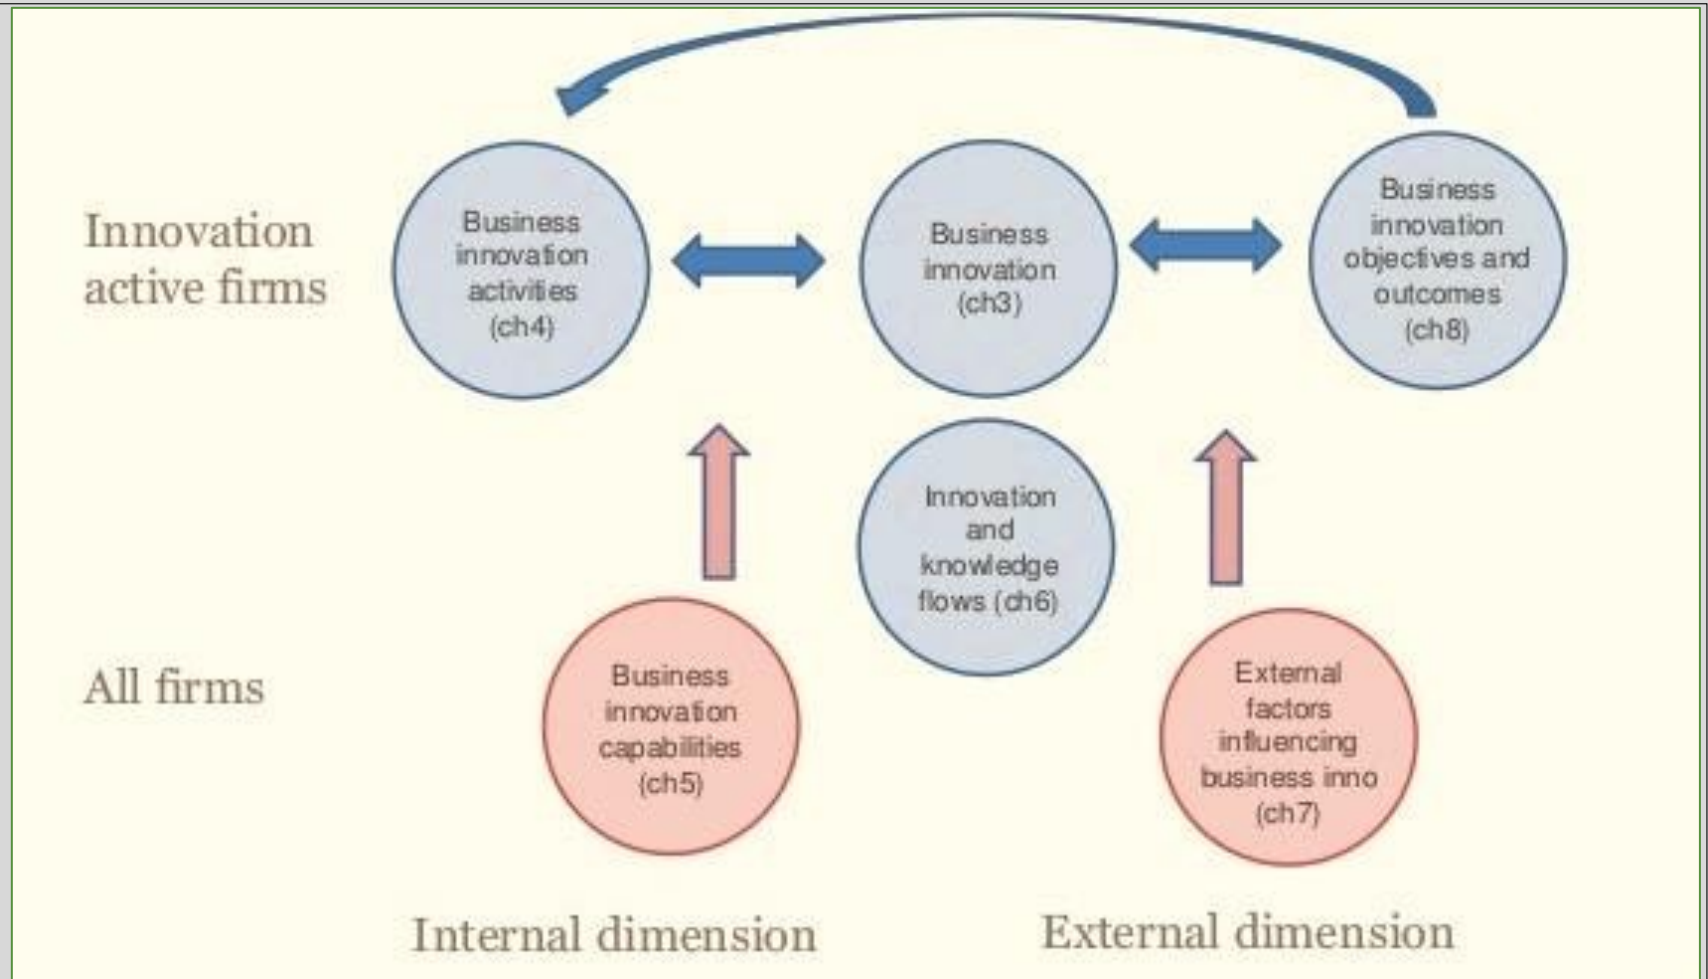 Innovation
active firms
Business
innovation
activities
(ch4)
Business
innovation
(ch3)
Business
innovation
objectives and
outcomes
(ch8)
Innovation
and
knowledge
flows (ch6)
All firms
Business
innovation
capabilities
(ch5)
External
factors
influencing
business inno
(ch7)
Internal dimension
External dimension